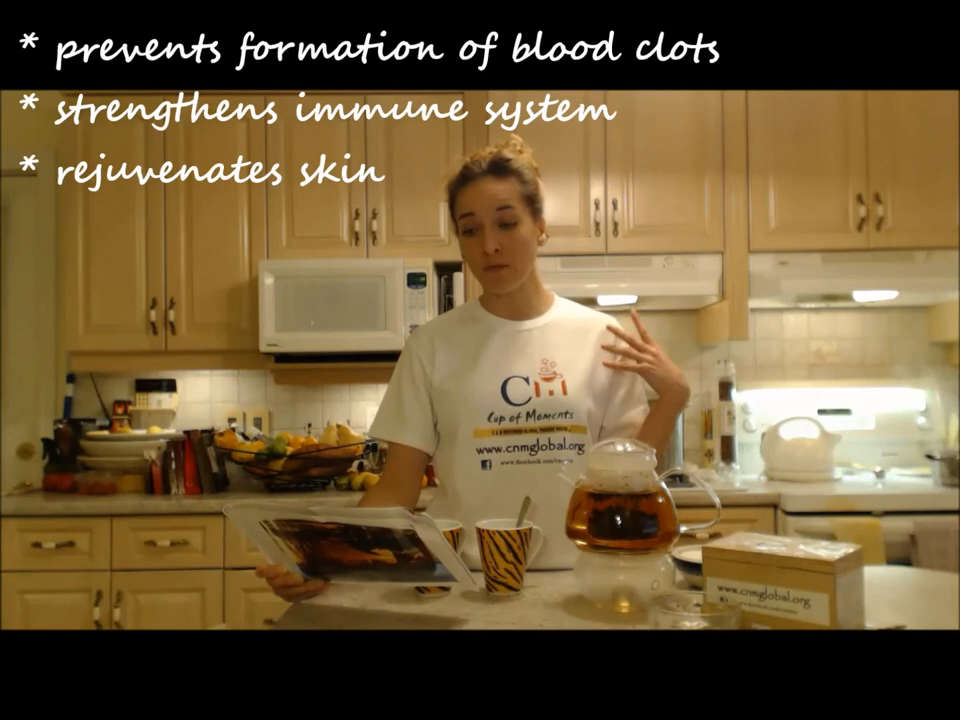 * prevents formation of blood clots
* strengthens immune system
* rejuvenates skin
Cup of Moments
www.cnmglobal.org
www.cnmglobal.org